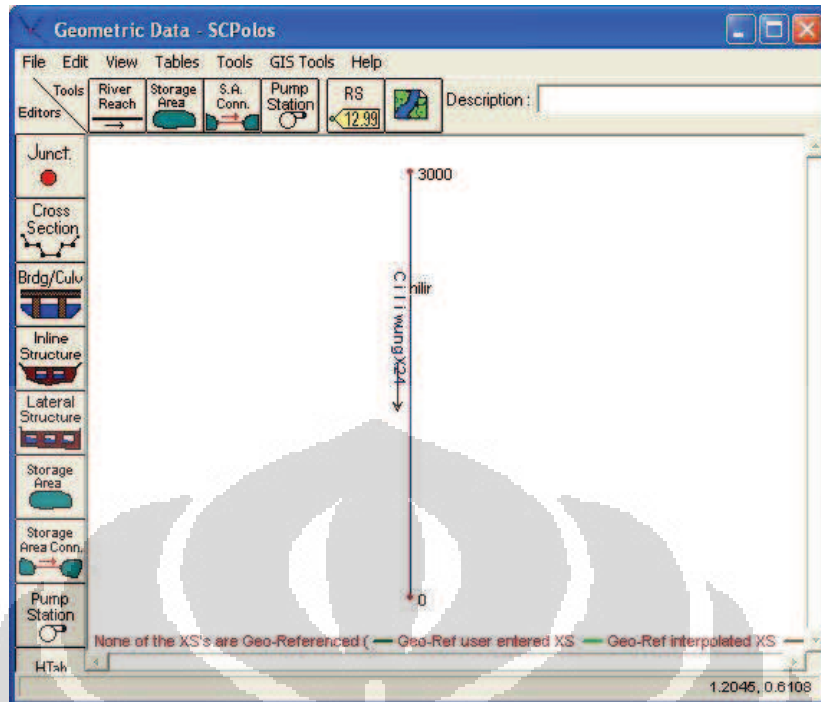 Geometric Data - SCPolos
File Edit View Tables Tools GIS Tools Help
Tools
Editors
River
Reach
Storage
Area
S.A.
Conn.
Pump
Station
RS
12.99
Description :
Junct.
Cross
Section
Brdg/Culv
Inline
Structure
Lateral
Structure
Storage
Area
Storage
Area Conn.
Pump
Station
HTab
3000
hilir
CiliwungX24
0
None of the XS's are Geo-Referenced ( Geo-Ref user entered XS Geo-Ref interpolated XS
1.2045, 0.6108